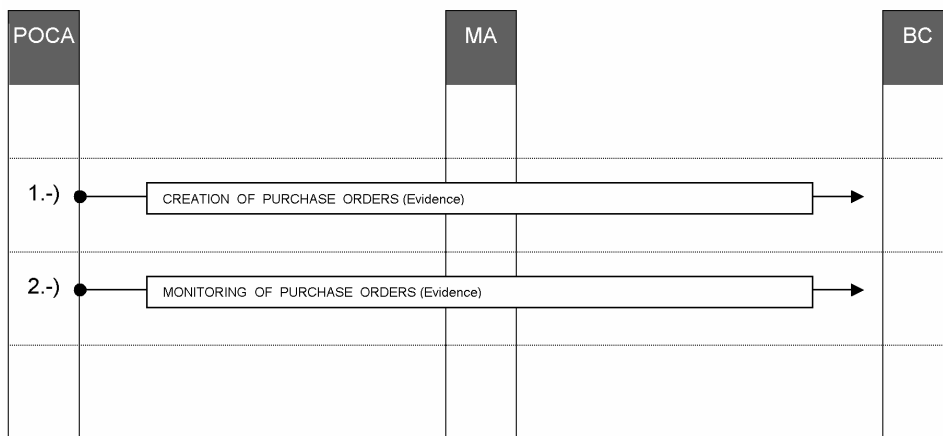 POCA MA BC
1.-) CREATION OF PURCHASE ORDERS (Evidence)
2.-) MONITORING OF PURCHASE ORDERS (Evidence)